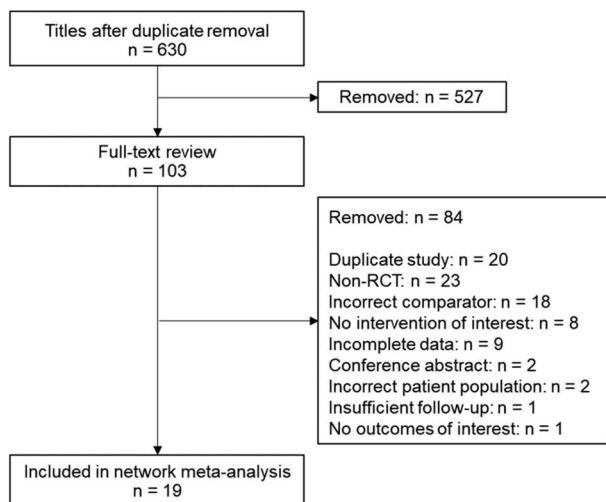 Titles after duplicate removal
n = 630
Removed: n = 527
Full-text review
n = 103
Removed: n = 84
Duplicate study: n = 20
Non-RCT: n = 23
Incorrect comparator: n = 18
No intervention of interest: n = 8
Incomplete data: n = 9
Conference abstract: n = 2
Incorrect patient population: n = 2
Insufficient follow-up: n = 1
No outcomes of interest: n = 1
Included in network meta-analysis
n = 19